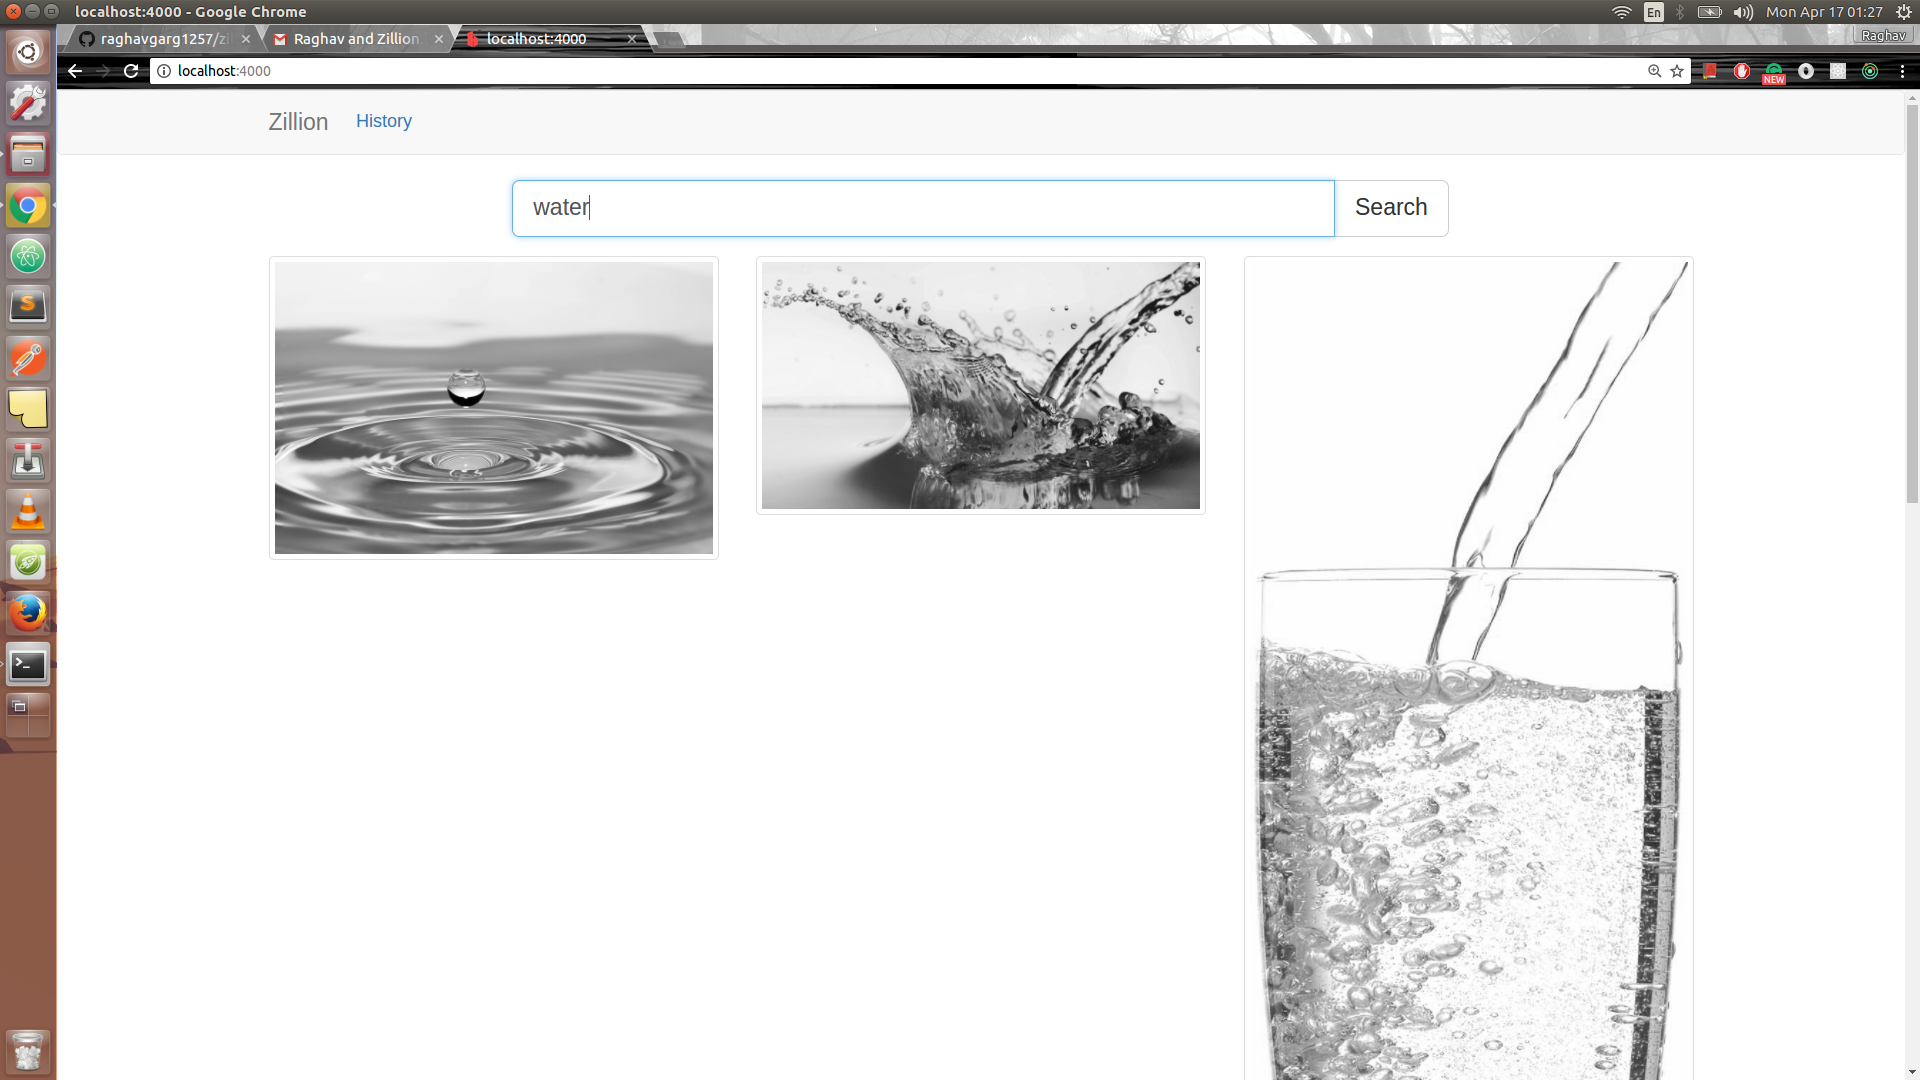 localhost:4000 - Google Chrome
En
Mon Apr 17 01:27
raghavgarg1257/zi
Raghav and Zillion
localhost:4000
Raghav
localhost:4000
NEW
Zillion
History
water
Search